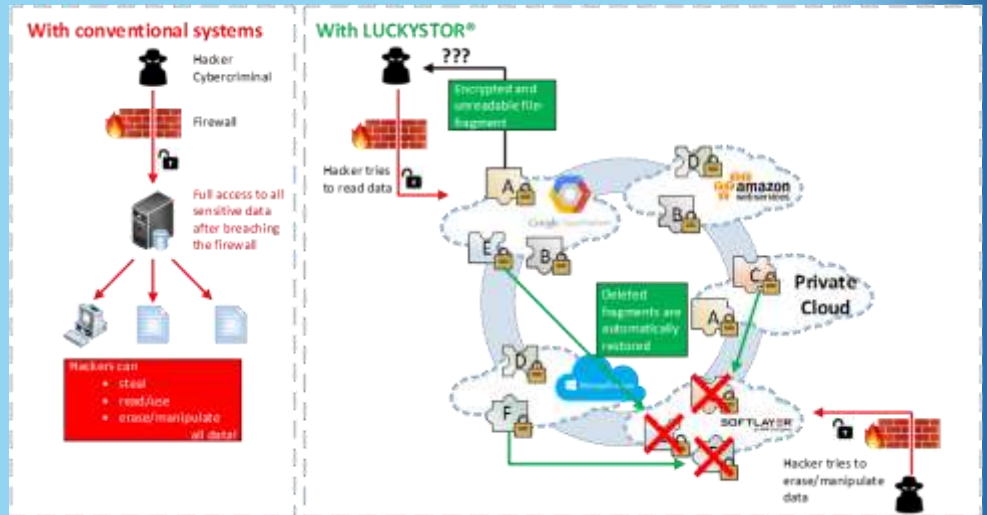 With conventional systems
Hacker
Cybercriminal
Firewall
Full access to all
sensitive data
after breaching
the firewall
Hackers can
• steal
• read/use
• erase/manipulate
all data!
With LUCKYSTOR®
???
Encrypted and
unreadable file-
fragment
Hacker tries
to read data
A
Google
E
B
D
amazon
webservices
B
C
Private
Cloud
A
Deleted
fragments are
automatically
restored
D
F
SOFTLAYER
Hacker tries to
erase/manipulate
data